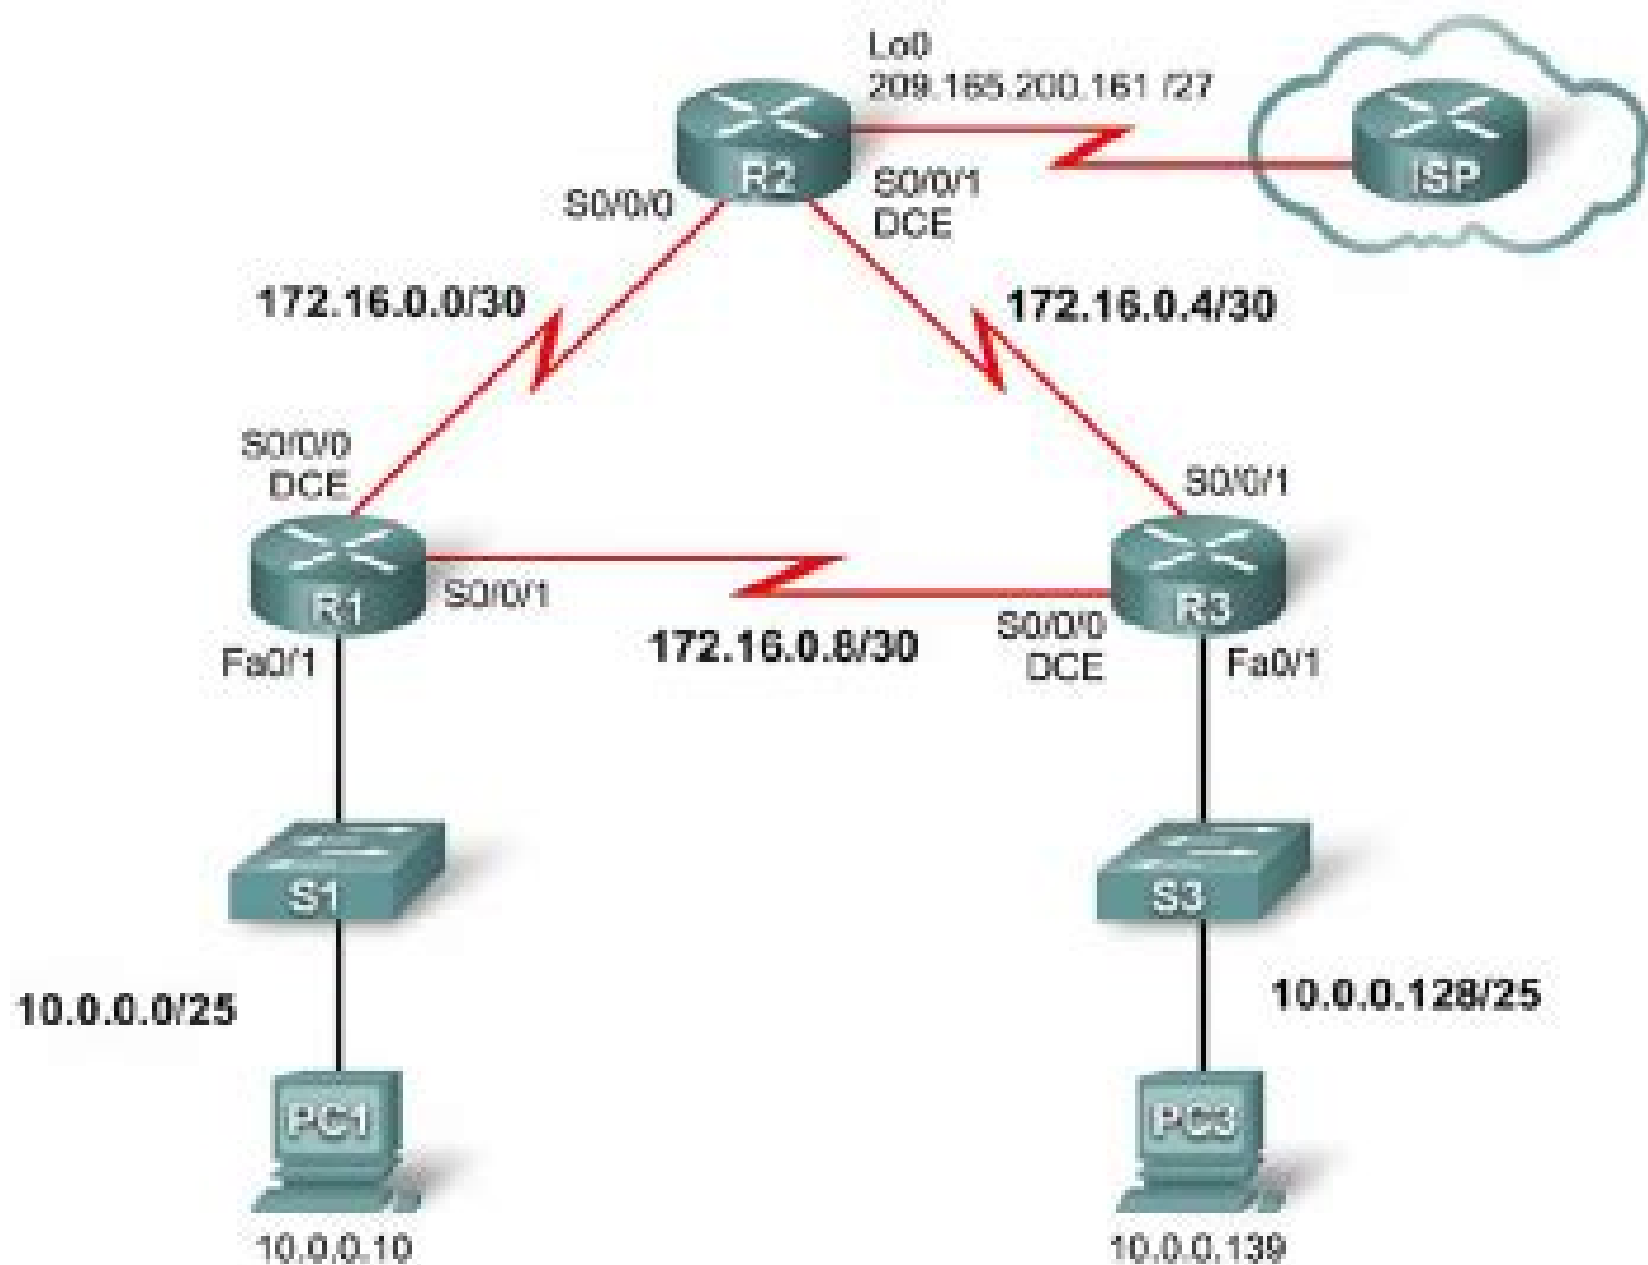 Lo0
209.165.200.161 /27
R2
ISP
S0/0/0
S0/0/1
DCE
172.16.0.0/30
172.16.0.4/30
S0/0/0
DCE
S0/0/1
R1
S0/0/1
R3
S0/0/0
DCE
172.16.0.8/30
Fa0/1
Fa0/1
S1
S3
10.0.0.0/25
10.0.0.128/25
PC1
PC3
10.0.0.10
10.0.0.139